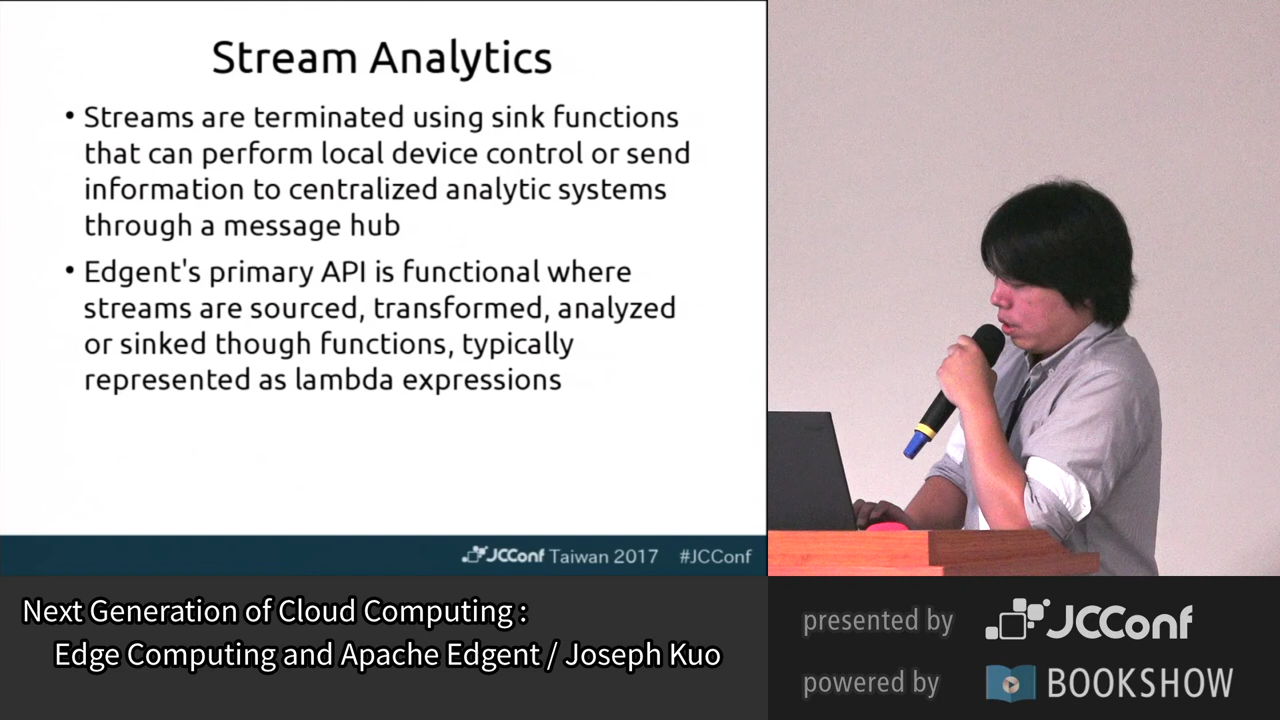 Stream Analytics
• Streams are terminated using sink functions
that can perform local device control or send
information to centralized analytic systems
through a message hub
• Edgent's primary API is functional where
streams are sourced, transformed, analyzed
or sinked though functions, typically
represented as lambda expressions
JCConf Taiwan 2017 #JCConf
Next Generation of Cloud Computing :
Edge Computing and Apache Edgent / Joseph Kuo
presented by JCConf
powered by BOOKSHOW